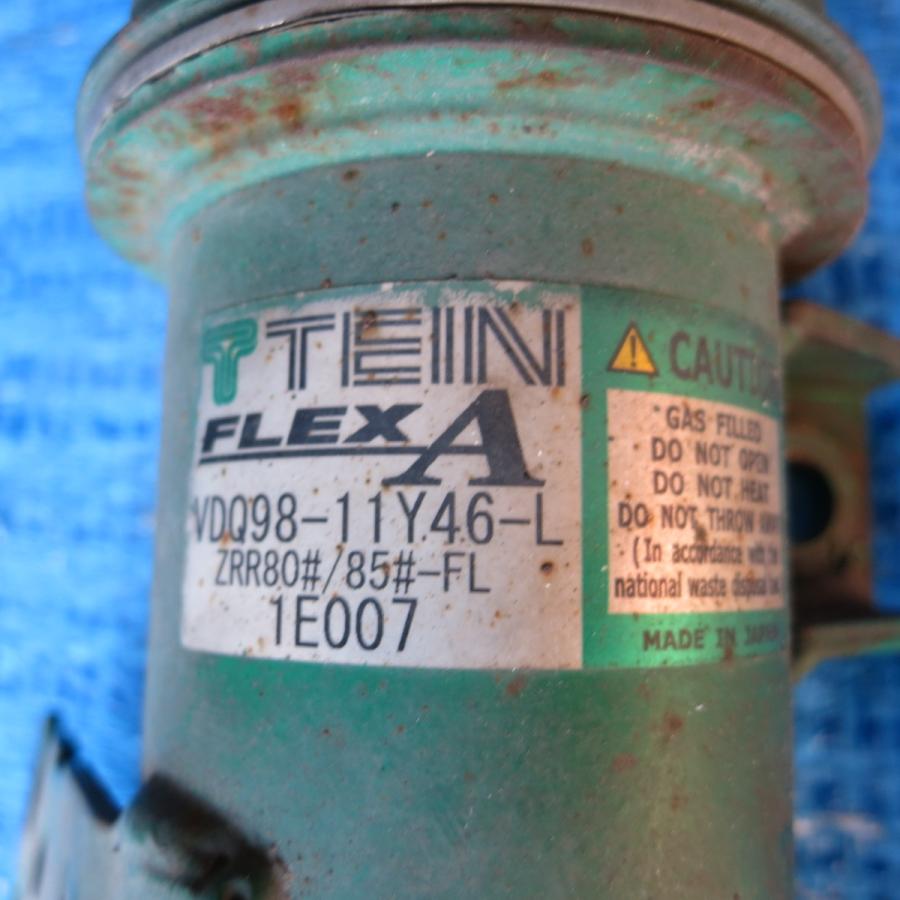 TEIN
FLEX A
VDQ98-11Y46-L
ZRR80#/85#-FL
1E007
CAUTION
GAS FILLED
DO NOT OPEN
DO NOT HEAT
DO NOT THROW
(In accordance with the
national waste disposal
MADE IN JAPAN